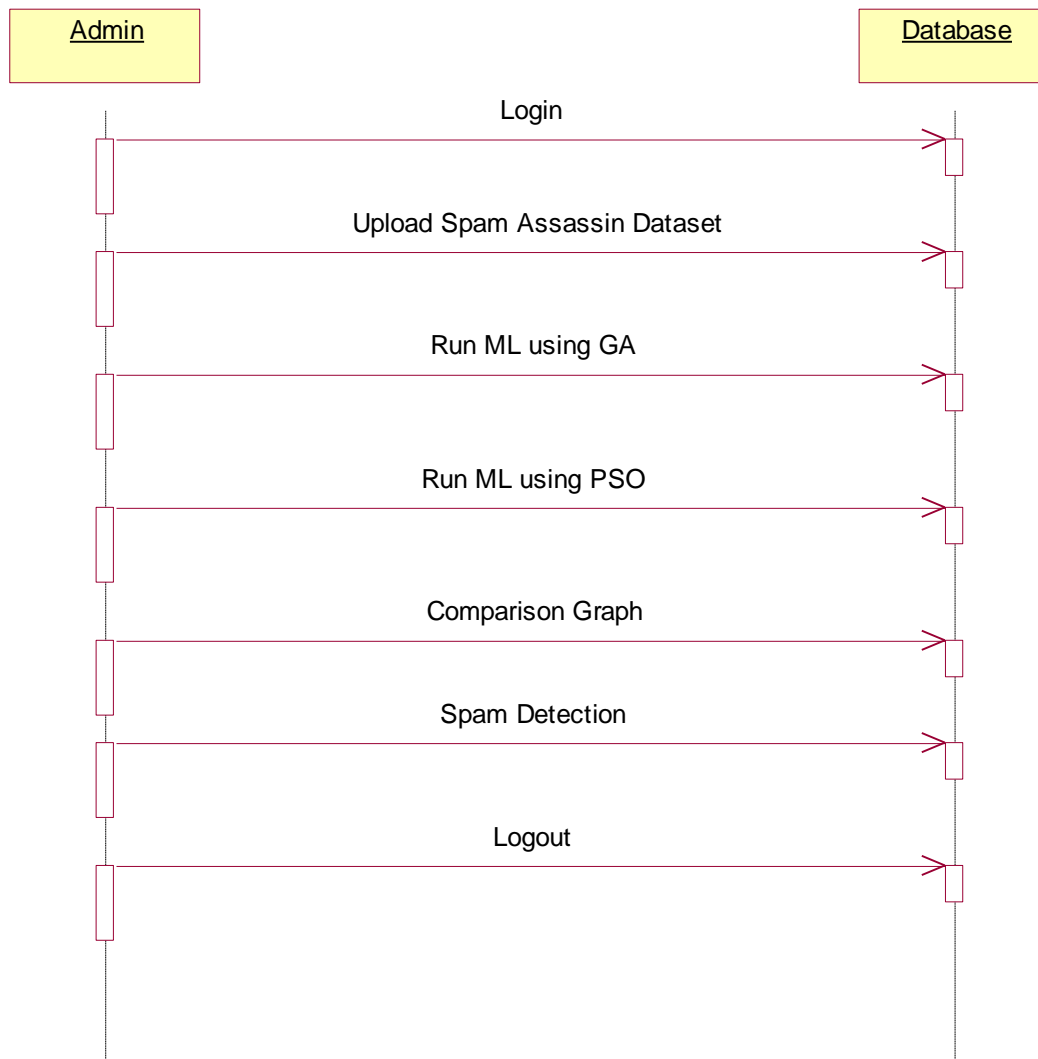 Admin
Database
Login
Upload Spam Assassin Dataset
Run ML using GA
Run ML using PSO
Comparison Graph
Spam Detection
Logout